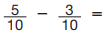 5/10 − 3/10 =